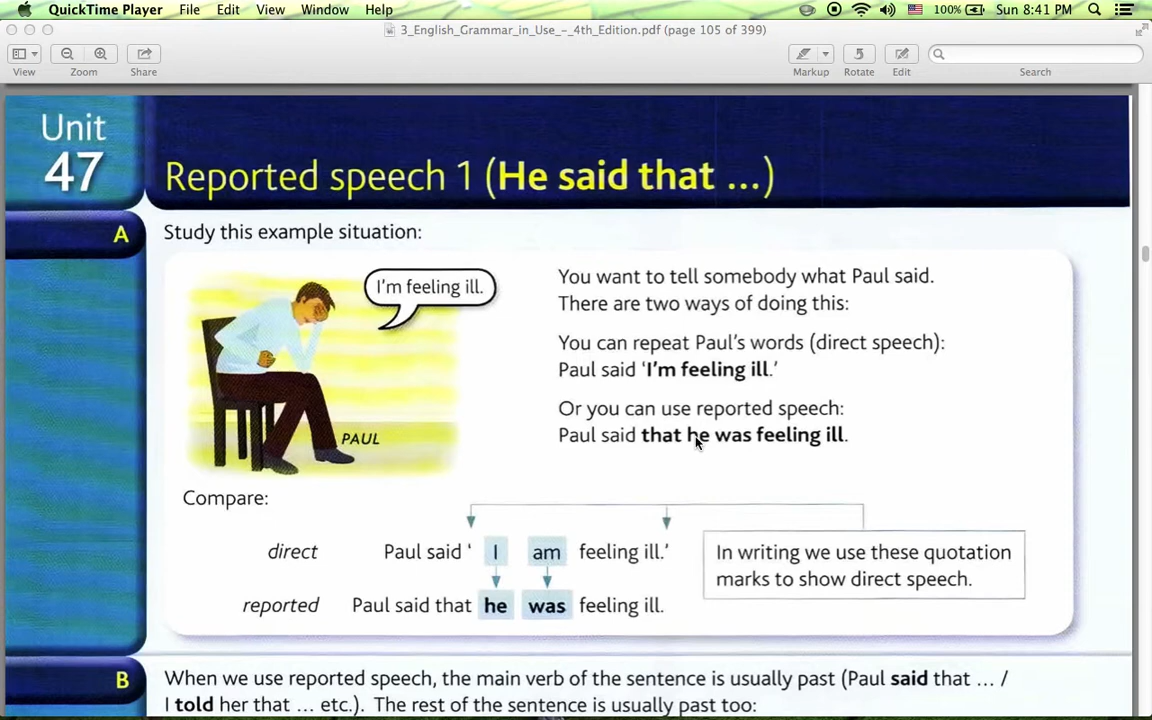 QuickTime Player File Edit View Window Help 100% Sun 8:41 PM
3_English_Grammar_in_Use_-_4th_Edition.pdf (page 105 of 399)
View Zoom Share Markup Rotate Edit Search
Unit
47
Reported speech 1 (He said that ...)
A
Study this example situation:
I'm feeling ill.
PAUL
You want to tell somebody what Paul said.
There are two ways of doing this:
You can repeat Paul's words (direct speech):
Paul said 'I'm feeling ill.'
Or you can use reported speech:
Paul said that he was feeling ill.
Compare:
direct Paul said ' I am feeling ill.'
reported Paul said that he was feeling ill.
In writing we use these quotation
marks to show direct speech.
B
When we use reported speech, the main verb of the sentence is usually past (Paul said that ... /
I told her that ... etc.). The rest of the sentence is usually past too: